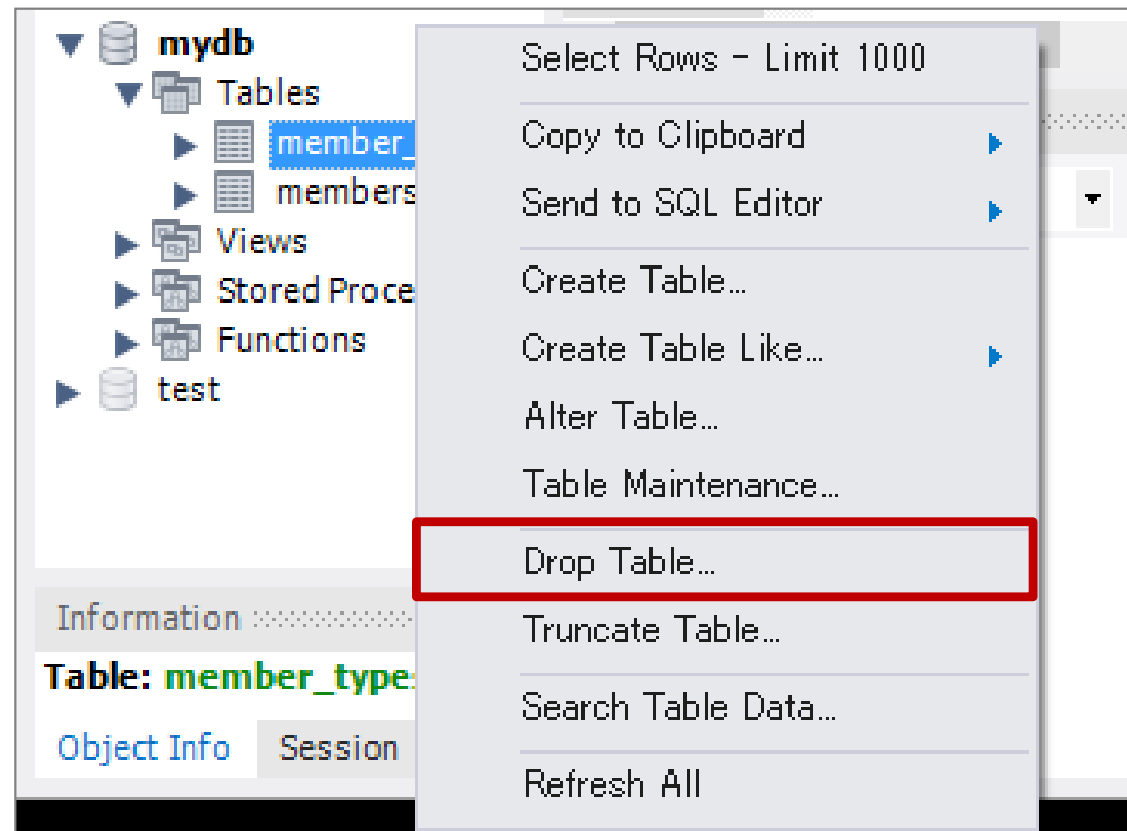 mydb
Tables
member_
members
Views
Stored Proce
Functions
test
Information
Table: member_types
Object Info Session
Select Rows - Limit 1000
Copy to Clipboard
Send to SQL Editor
Create Table...
Create Table Like...
Alter Table...
Table Maintenance...
Drop Table...
Truncate Table...
Search Table Data...
Refresh All